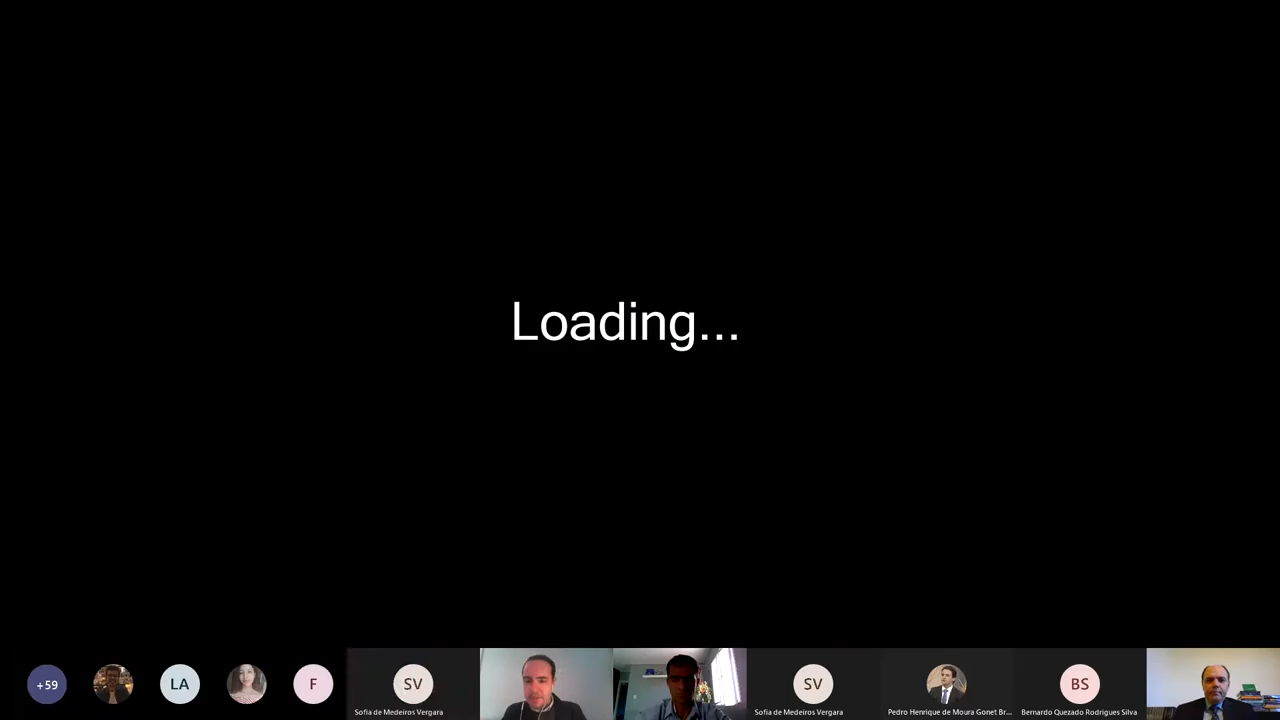 Loading...
+59
LA
F
SV
SV
BS
Sofia de Medeiros Vergara
Sofia de Medeiros Vergara
Pedro Henrique de Moura Gonet Br...
Bernardo Quezado Rodrigues Silva